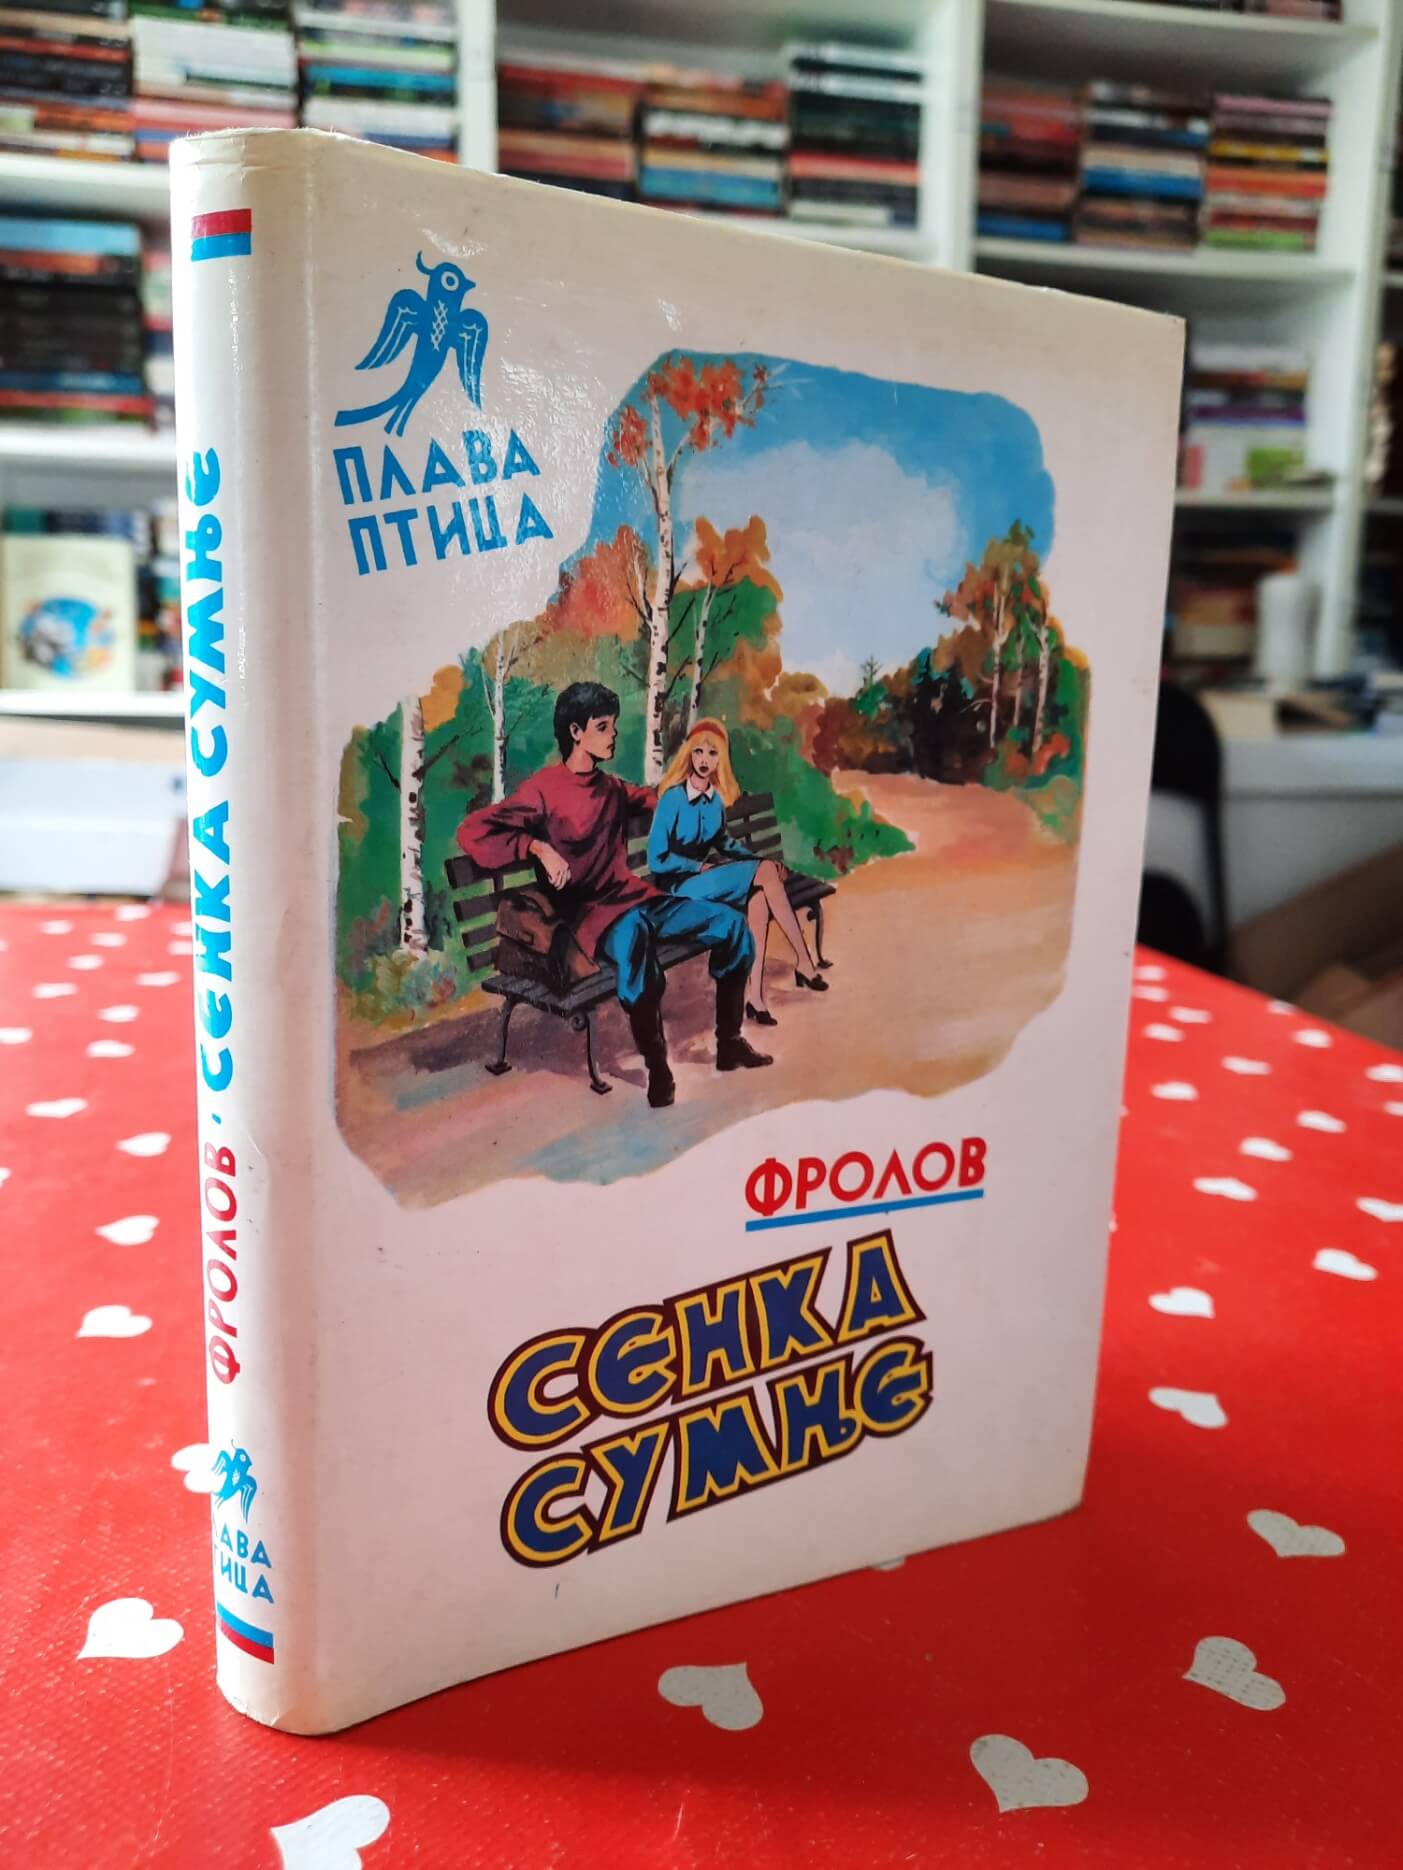 ПЛАВА
ПТИЦА
ФРОЛОВ
СЕНКА
СУМЊЕ
ФРОЛОВ · СЕНКА СУМЊЕ
ПЛАВА
ПТИЦА